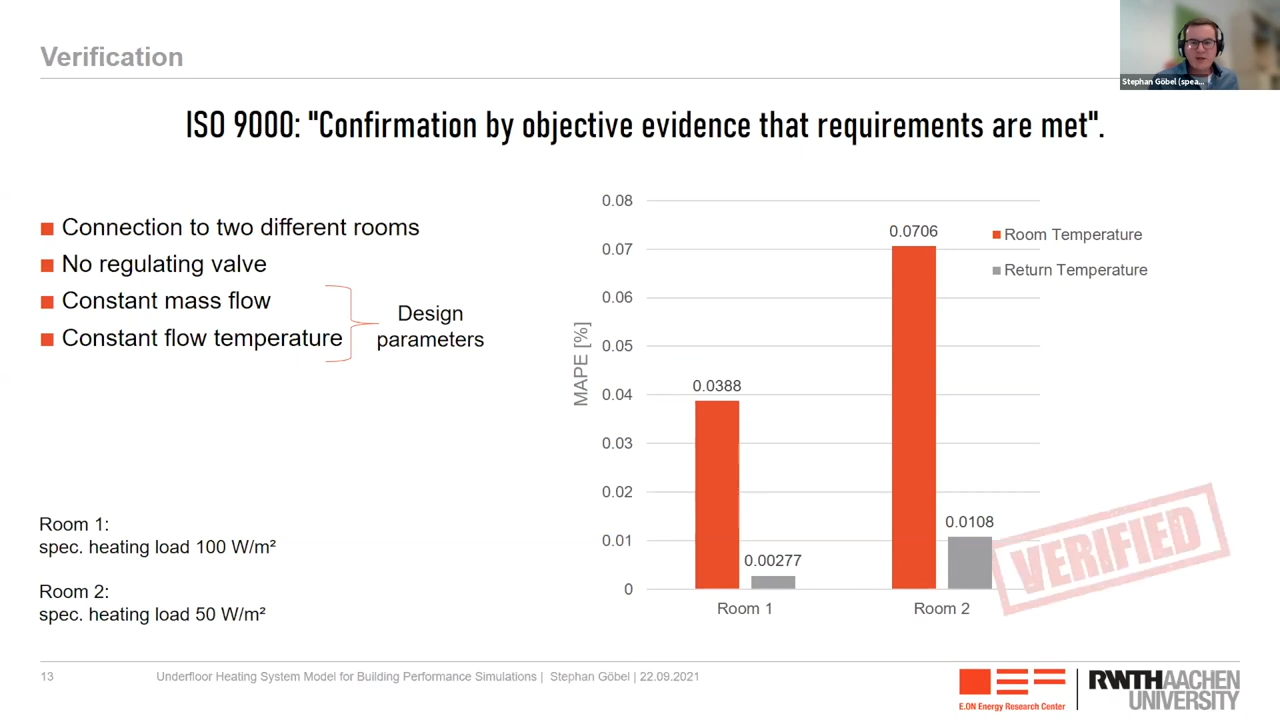 Verification
Stephan Göbel (spea...
ISO 9000: "Confirmation by objective evidence that requirements are met".
Connection to two different rooms
No regulating valve
Constant mass flow
Constant flow temperature
Design
parameters
Room 1:
spec. heating load 100 W/m²
Room 2:
spec. heating load 50 W/m²
MAPE [%]
0.08
0.07
0.06
0.05
0.04
0.03
0.02
0.01
0
0.0388
0.00277
0.0706
0.0108
Room 1
Room 2
Room Temperature
Return Temperature
VERIFIED
13
Underfloor Heating System Model for Building Performance Simulations | Stephan Göbel | 22.09.2021
E.ON Energy Research Center
RWTHAACHEN
UNIVERSITY